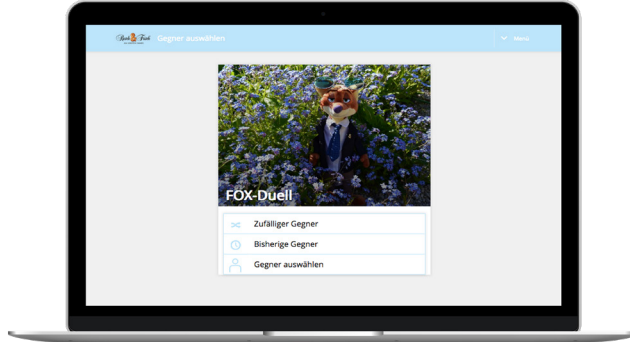 Gegner auswählen
Menü
FOX-Duell
Zufälliger Gegner
Bisherige Gegner
Gegner auswählen